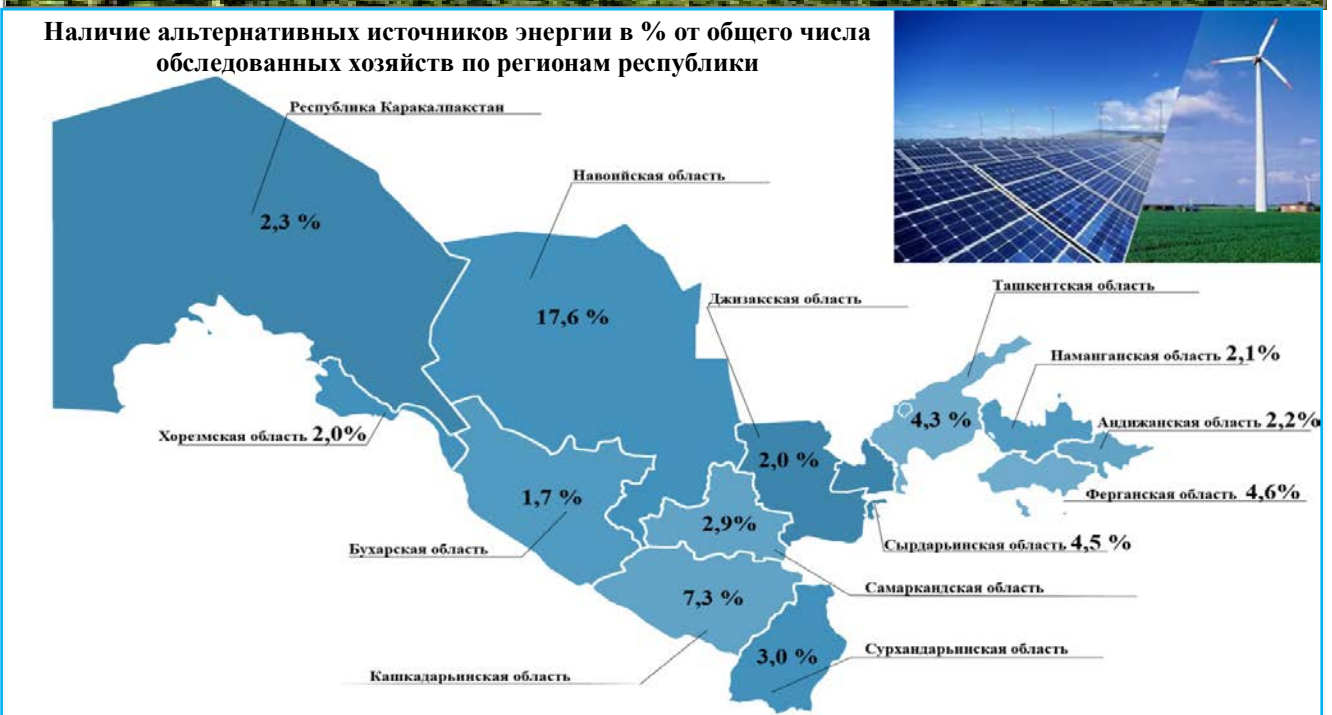 Наличие альтернативных источников энергии в % от общего числа
обследованных хозяйств по регионам республики
Республика Каракалпакстан
2,3 %
Навоийская область
17,6 %
Джизакская область
2,0 %
Ташкентская область
4,3 %
Наманганская область 2,1%
Андижанская область 2,2%
Ферганская область 4,6%
Сырдарьинская область 4,5 %
Хорезмская область 2,0%
1,7 %
Бухарская область
2,9%
Самаркандская область
7,3 %
Кашкадарьинская область
3,0 %
Сурхандарьинская область